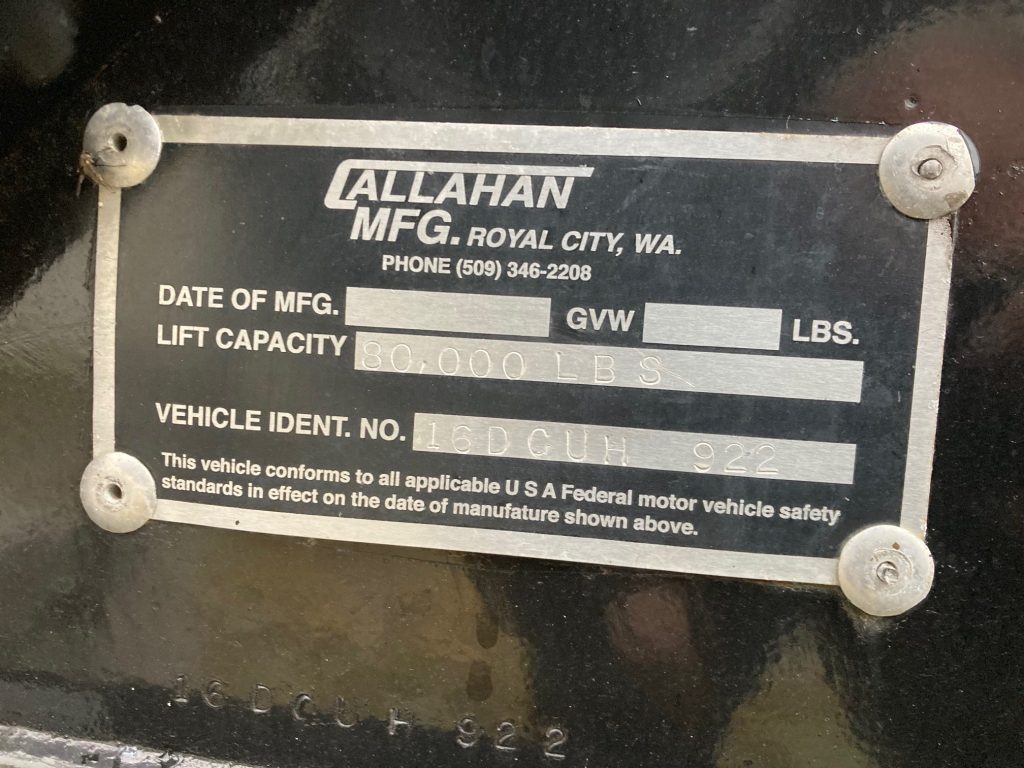 CALLAHAN
MFG. ROYAL CITY, WA.
PHONE (509) 346-2208
DATE OF MFG. GVW LBS.
LIFT CAPACITY 80,000 LBS
VEHICLE IDENT. NO. 16DCUH 922
This vehicle conforms to all applicable U S A Federal motor vehicle safety
standards in effect on the date of manufature shown above.
16DCUH 922